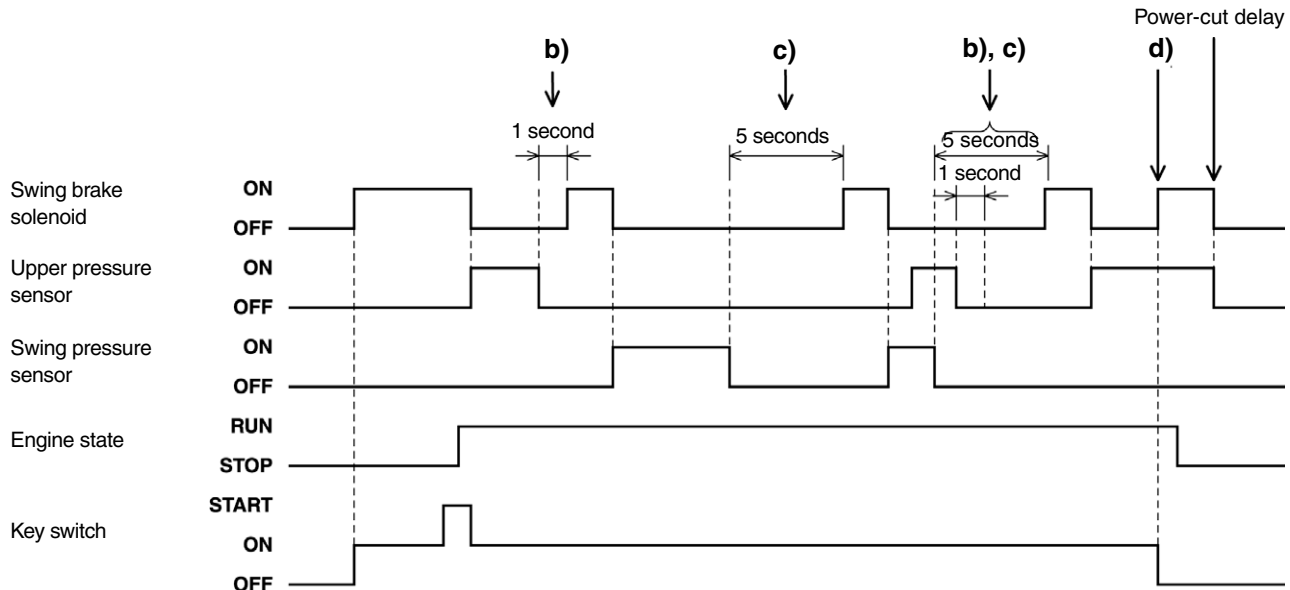 Power-cut delay
b)
c)
b), c)
d)
1 second
5 seconds
5 seconds
1 second
Swing brake
solenoid
ON
OFF
Upper pressure
sensor
ON
OFF
Swing pressure
sensor
ON
OFF
Engine state
RUN
STOP
Key switch
START
ON
OFF